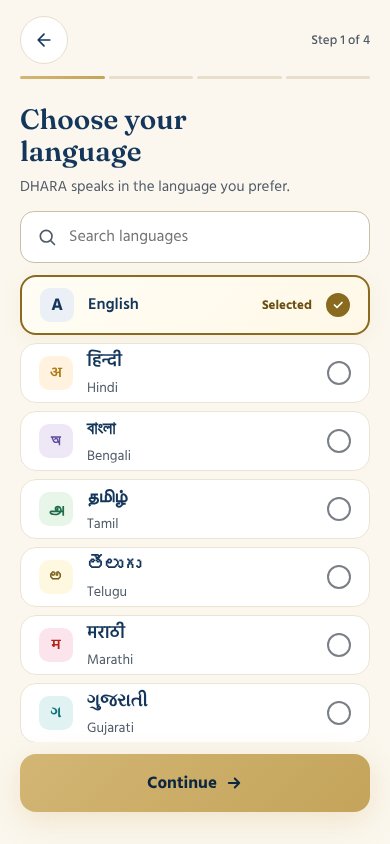 Step 1 of 4
Choose your
language
DHARA speaks in the language you prefer.
Search languages
A
English
Selected
अ
हिन्दी
Hindi
অ
বাংলা
Bengali
அ
தமிழ்
Tamil
అ
తెలుగు
Telugu
म
मराठी
Marathi
ગ
ગુજરાતી
Gujarati
Continue